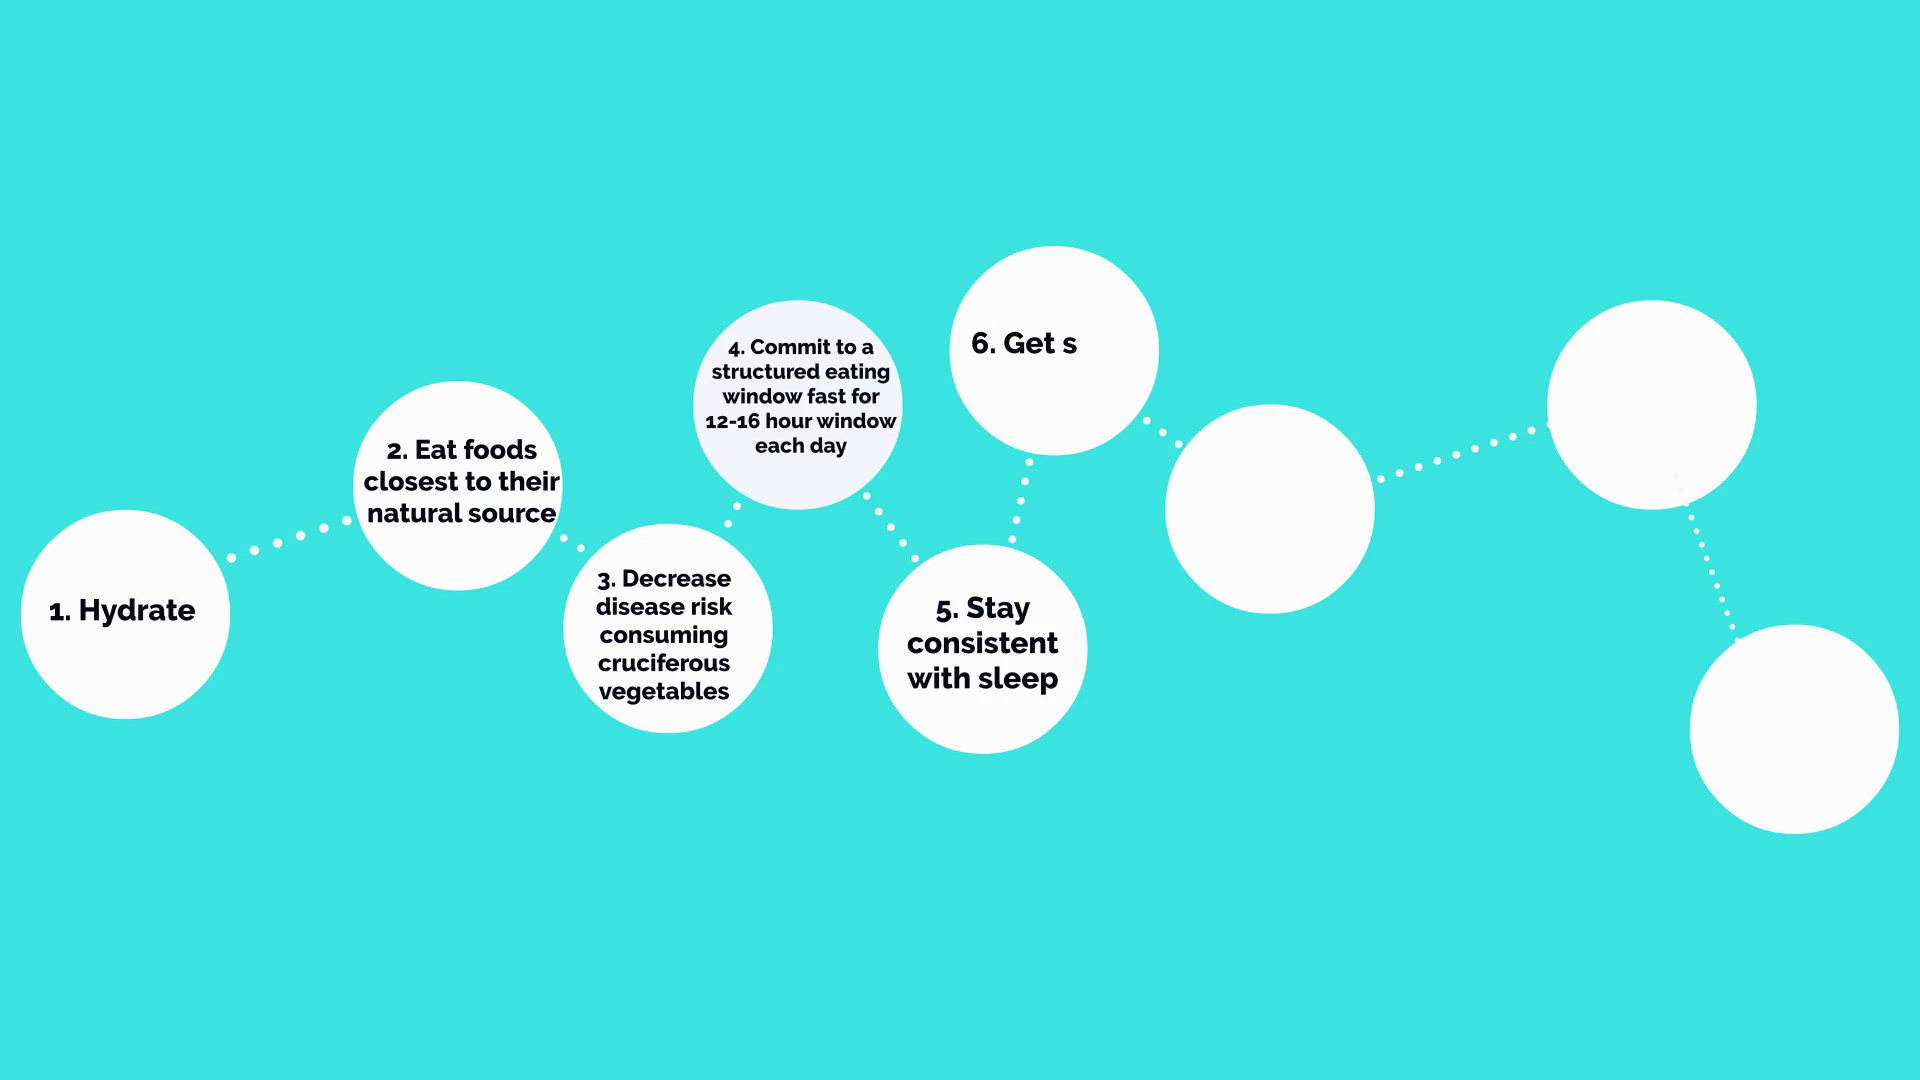 1. Hydrate
2. Eat foods
closest to their
natural source
3. Decrease
disease risk
consuming
cruciferous
vegetables
4. Commit to a
structured eating
window fast for
12-16 hour window
each day
5. Stay
consistent
with sleep
6. Get s